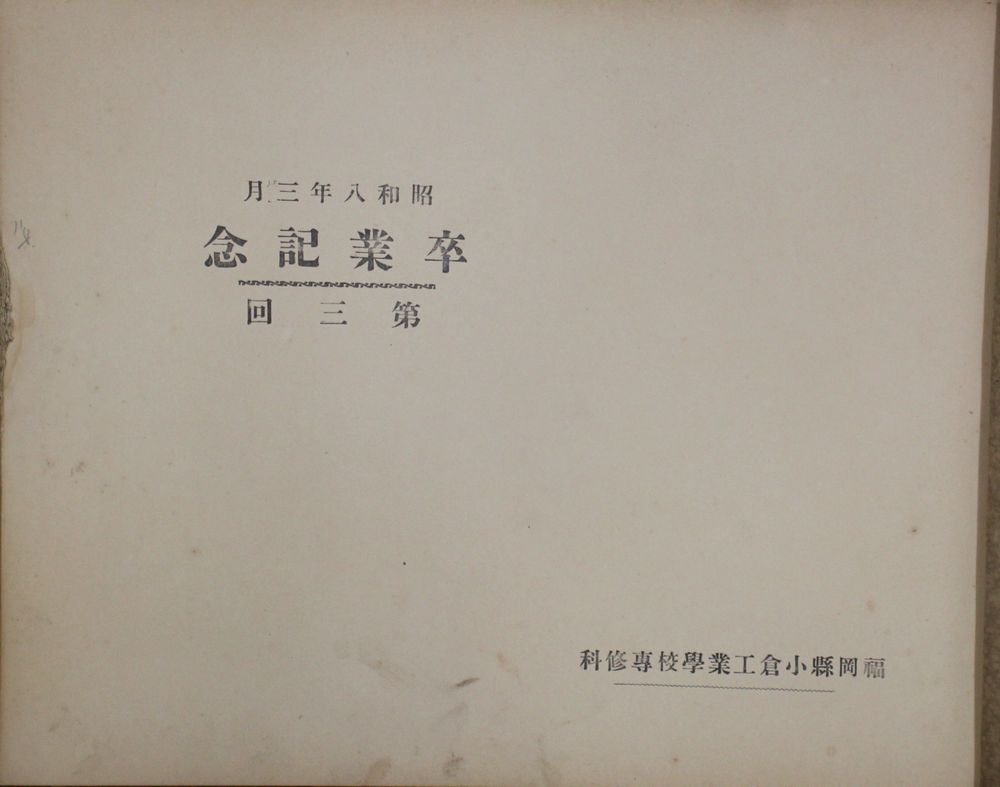 昭和八年三月
卒業記念
第三回
福岡縣小倉工業學校專修科